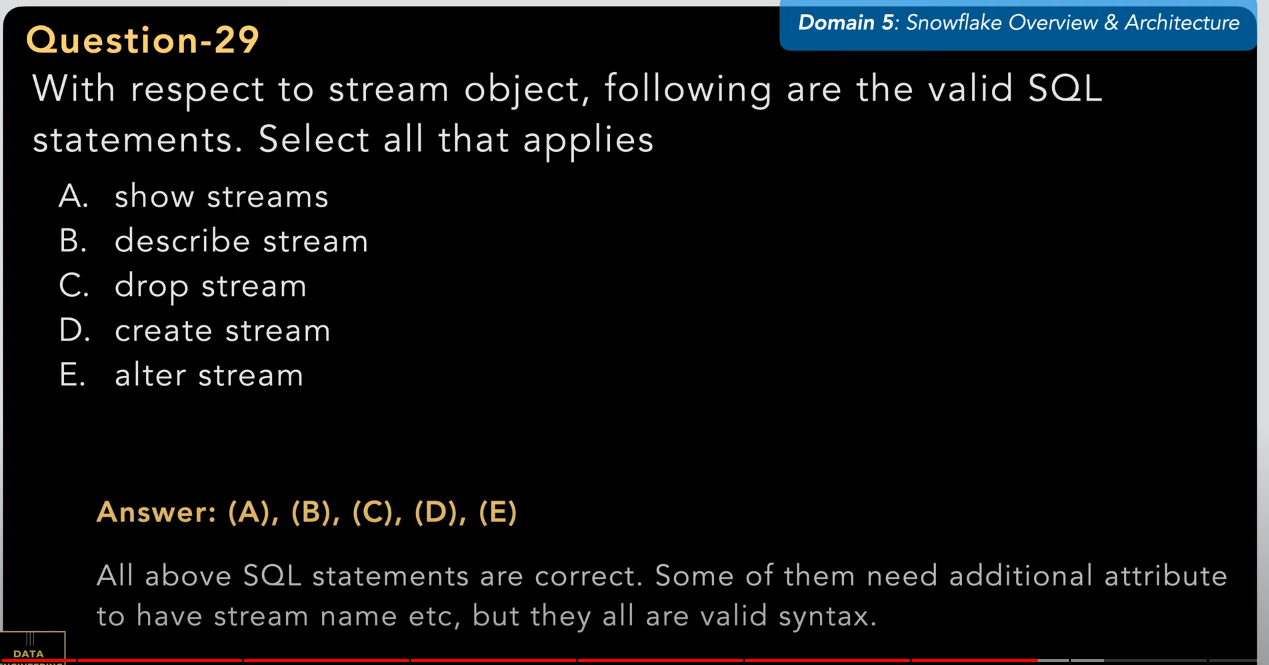 Domain 5: Snowflake Overview & Architecture
Question-29
With respect to stream object, following are the valid SQL
statements. Select all that applies
A. show streams
B. describe stream
C. drop stream
D. create stream
E. alter stream
Answer: (A), (B), (C), (D), (E)
All above SQL statements are correct. Some of them need additional attribute
to have stream name etc, but they all are valid syntax.
DATA